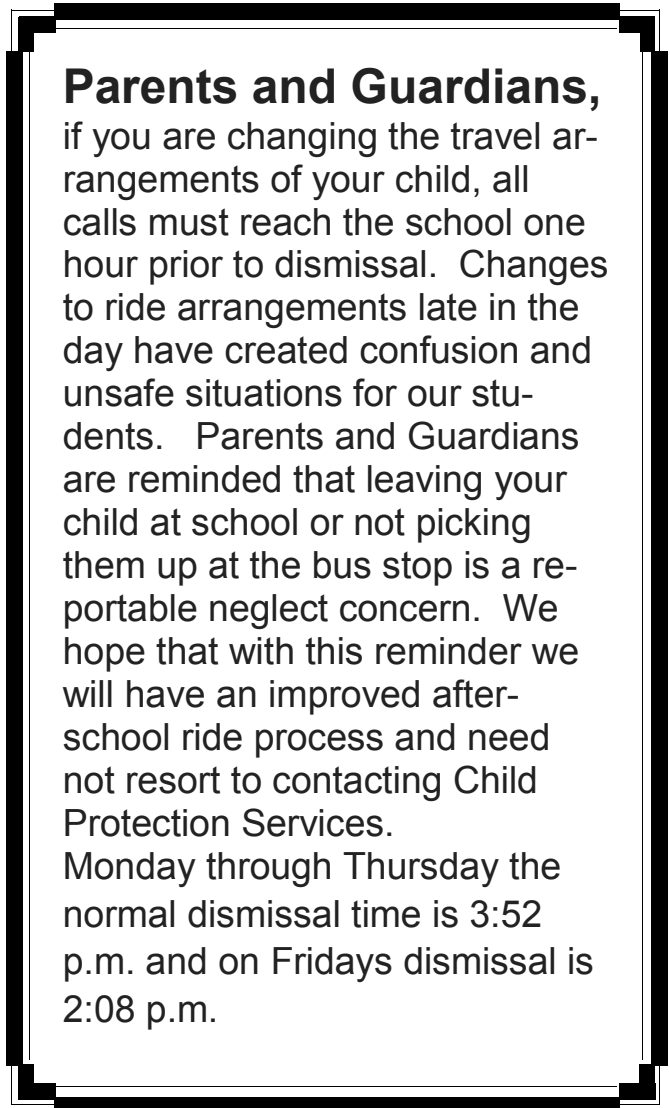 Parents and Guardians,
if you are changing the travel ar-
rangements of your child, all
calls must reach the school one
hour prior to dismissal.  Changes
to ride arrangements late in the
day have created confusion and
unsafe situations for our stu-
dents.   Parents and Guardians
are reminded that leaving your
child at school or not picking
them up at the bus stop is a re-
portable neglect concern.  We
hope that with this reminder we
will have an improved after-
school ride process and need
not resort to contacting Child
Protection Services.
Monday through Thursday the
normal dismissal time is 3:52
p.m. and on Fridays dismissal is
2:08 p.m.